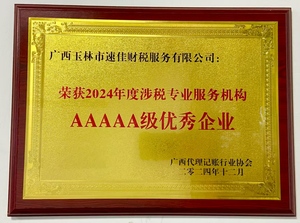 广西玉林市速佳财税服务有限公司：
荣获2024年度涉税专业服务机构
AAAAA级优秀企业
广西代理记账行业协会
二〇二四年十二月